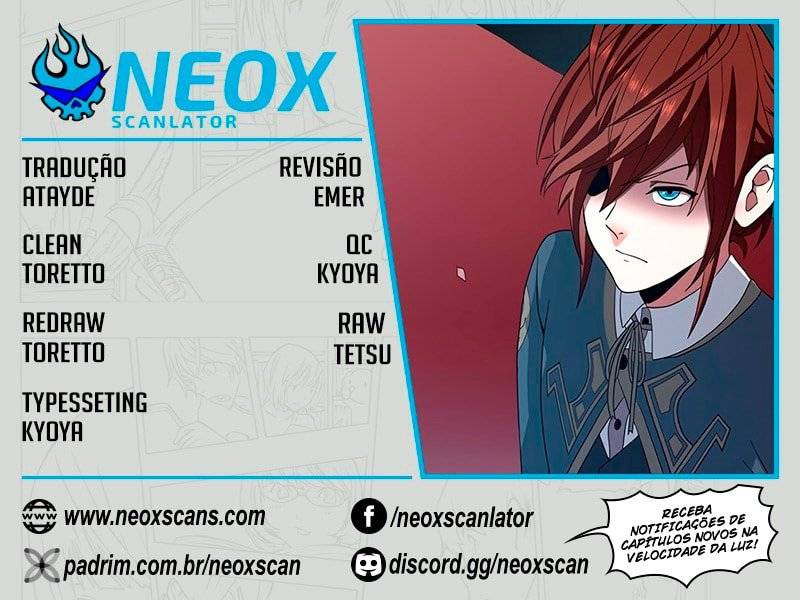 NEOX
SCANLATOR
TRADUÇÃO
ATAYDE
REVISÃO
EMER
CLEAN
TORETTO
QC
KYOYA
REDRAW
TORETTO
RAW
TETSU
TYPESSETING
KYOYA
www.neoxscans.com
/neoxscanlator
padrim.com.br/neoxscan
discord.gg/neoxscan
RECEBA
NOTIFICAÇÕES DE
CAPÍTULOS NOVOS NA
VELOCIDADE DA LUZ!